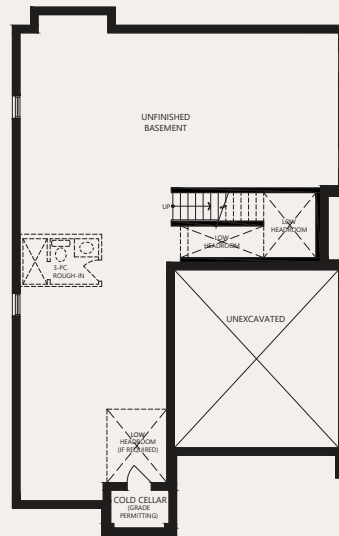 UNFINISHED
BASEMENT
UP
LOW
HEADROOM
LOW
HEADROOM
3-PC.
ROUGH-IN
UNEXCAVATED
LOW
HEADROOM
(IF REQUIRED)
COLD CELLAR
(GRADE
PERMITTING)